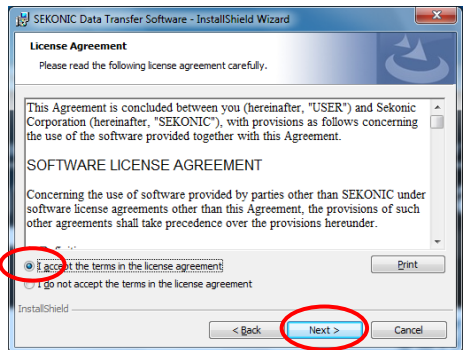 SEKONIC Data Transfer Software - InstallShield Wizard
License Agreement
Please read the following license agreement carefully.
This Agreement is concluded between you (hereinafter, "USER") and Sekonic
Corporation (hereinafter, "SEKONIC"), with provisions as follows concerning
the use of the software provided together with this Agreement.
SOFTWARE LICENSE AGREEMENT
Concerning the use of software provided by parties other than SEKONIC under
software license agreements other than this Agreement, the provisions of such
other agreements shall take precedence over the provisions hereunder.
I accept the terms in the license agreement
Print
I do not accept the terms in the license agreement
InstallShield
< Back
Next >
Cancel